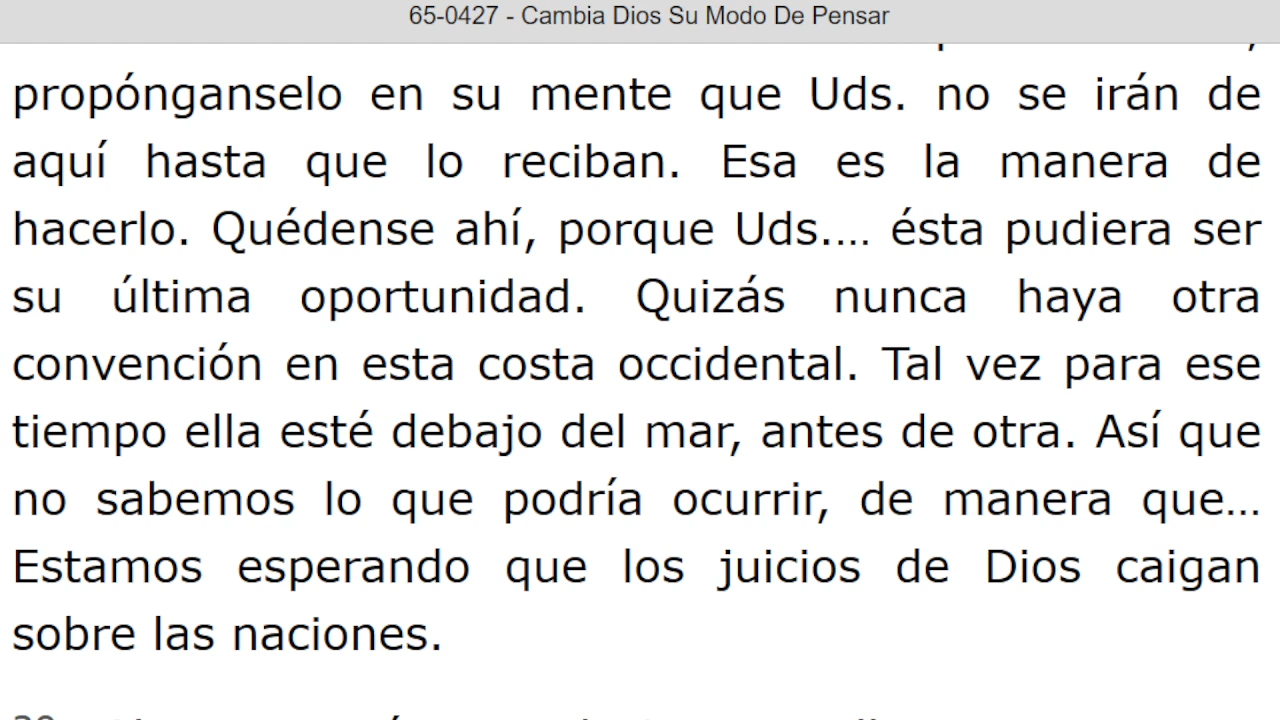 65-0427 - Cambia Dios Su Modo De Pensar
propónganselo en su mente que Uds. no se irán de
aquí hasta que lo reciban. Esa es la manera de
hacerlo. Quédense ahí, porque Uds.… ésta pudiera ser
su última oportunidad. Quizás nunca haya otra
convención en esta costa occidental. Tal vez para ese
tiempo ella esté debajo del mar, antes de otra. Así que
no sabemos lo que podría ocurrir, de manera que…
Estamos esperando que los juicios de Dios caigan
sobre las naciones.